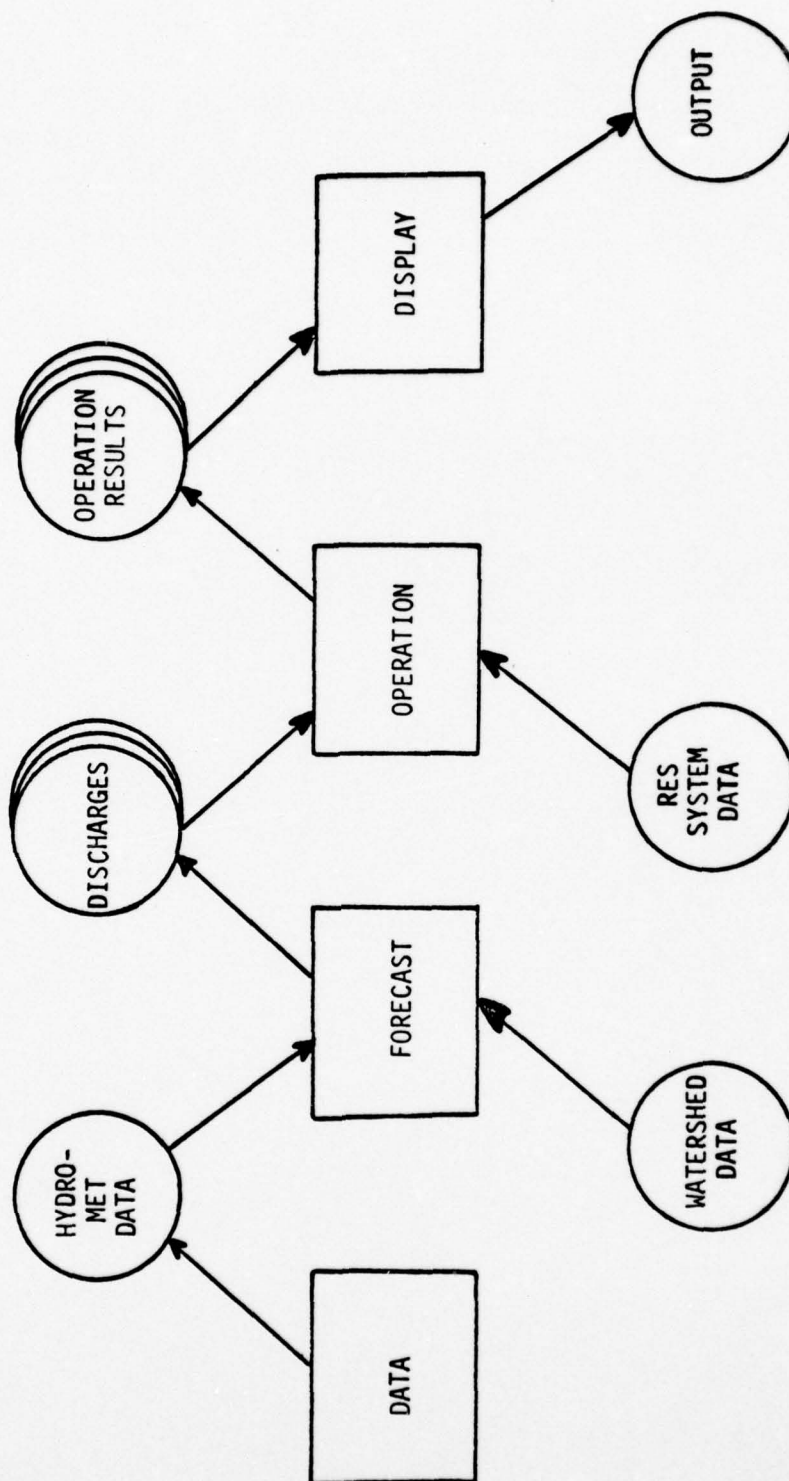 HYDRO-
MET
DATA
DISCHARGES
OPERATION
RESULTS
DATA
FORECAST
OPERATION
DISPLAY
WATERSHED
DATA
RES
SYSTEM
DATA
OUTPUT